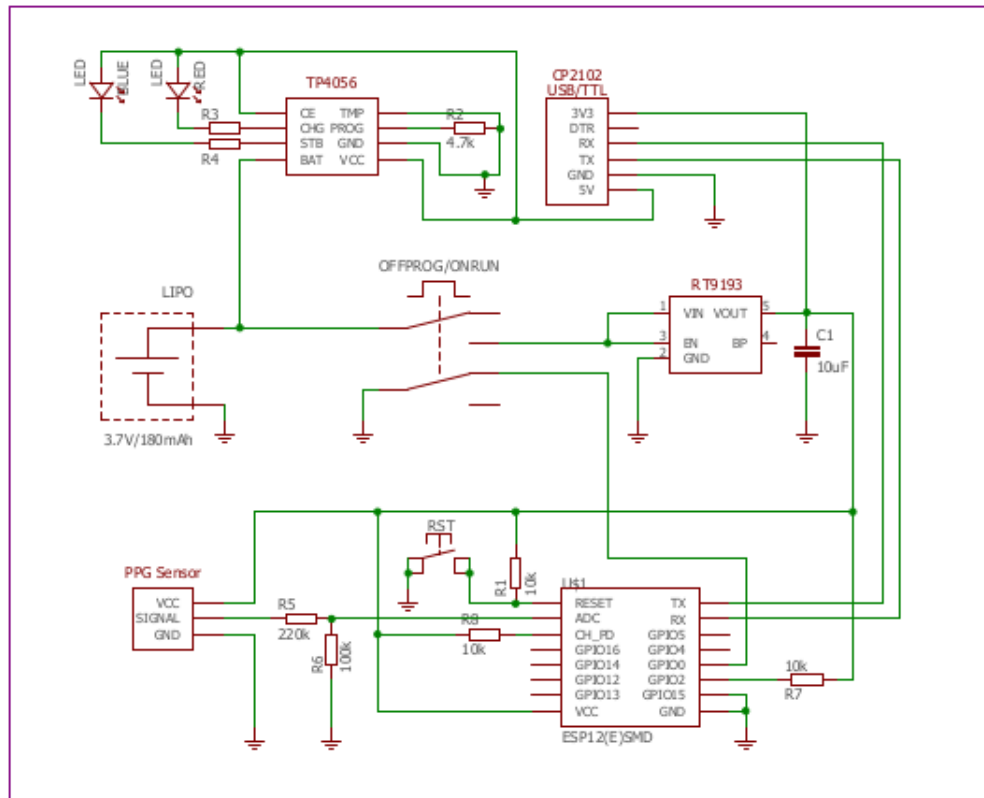 LED
BLUE
LED
RED
TP4056
CE
CHG
STB
BAT
TMP
PROG
GND
VCC
R3
R4
R2
4.7k
CP2102
USB/TTL
3V3
DTR
RX
TX
GND
5V
OFFPROG/ONRUN
LIPO
3.7V/180mAh
RT9193
1
3
2
VIN
EN
GND
VOUT
BP
5
4
C1
10uF
PPG Sensor
VCC
SIGNAL
GND
R5
220k
R6
100k
RST
R1
10k
R8
10k
U$1
RESET
ADC
CH_PD
GPIO16
GPIO14
GPIO12
GPIO13
VCC
TX
RX
GPIO5
GPIO4
GPIO0
GPIO2
GPIO15
GND
ESP12(E)SMD
10k
R7